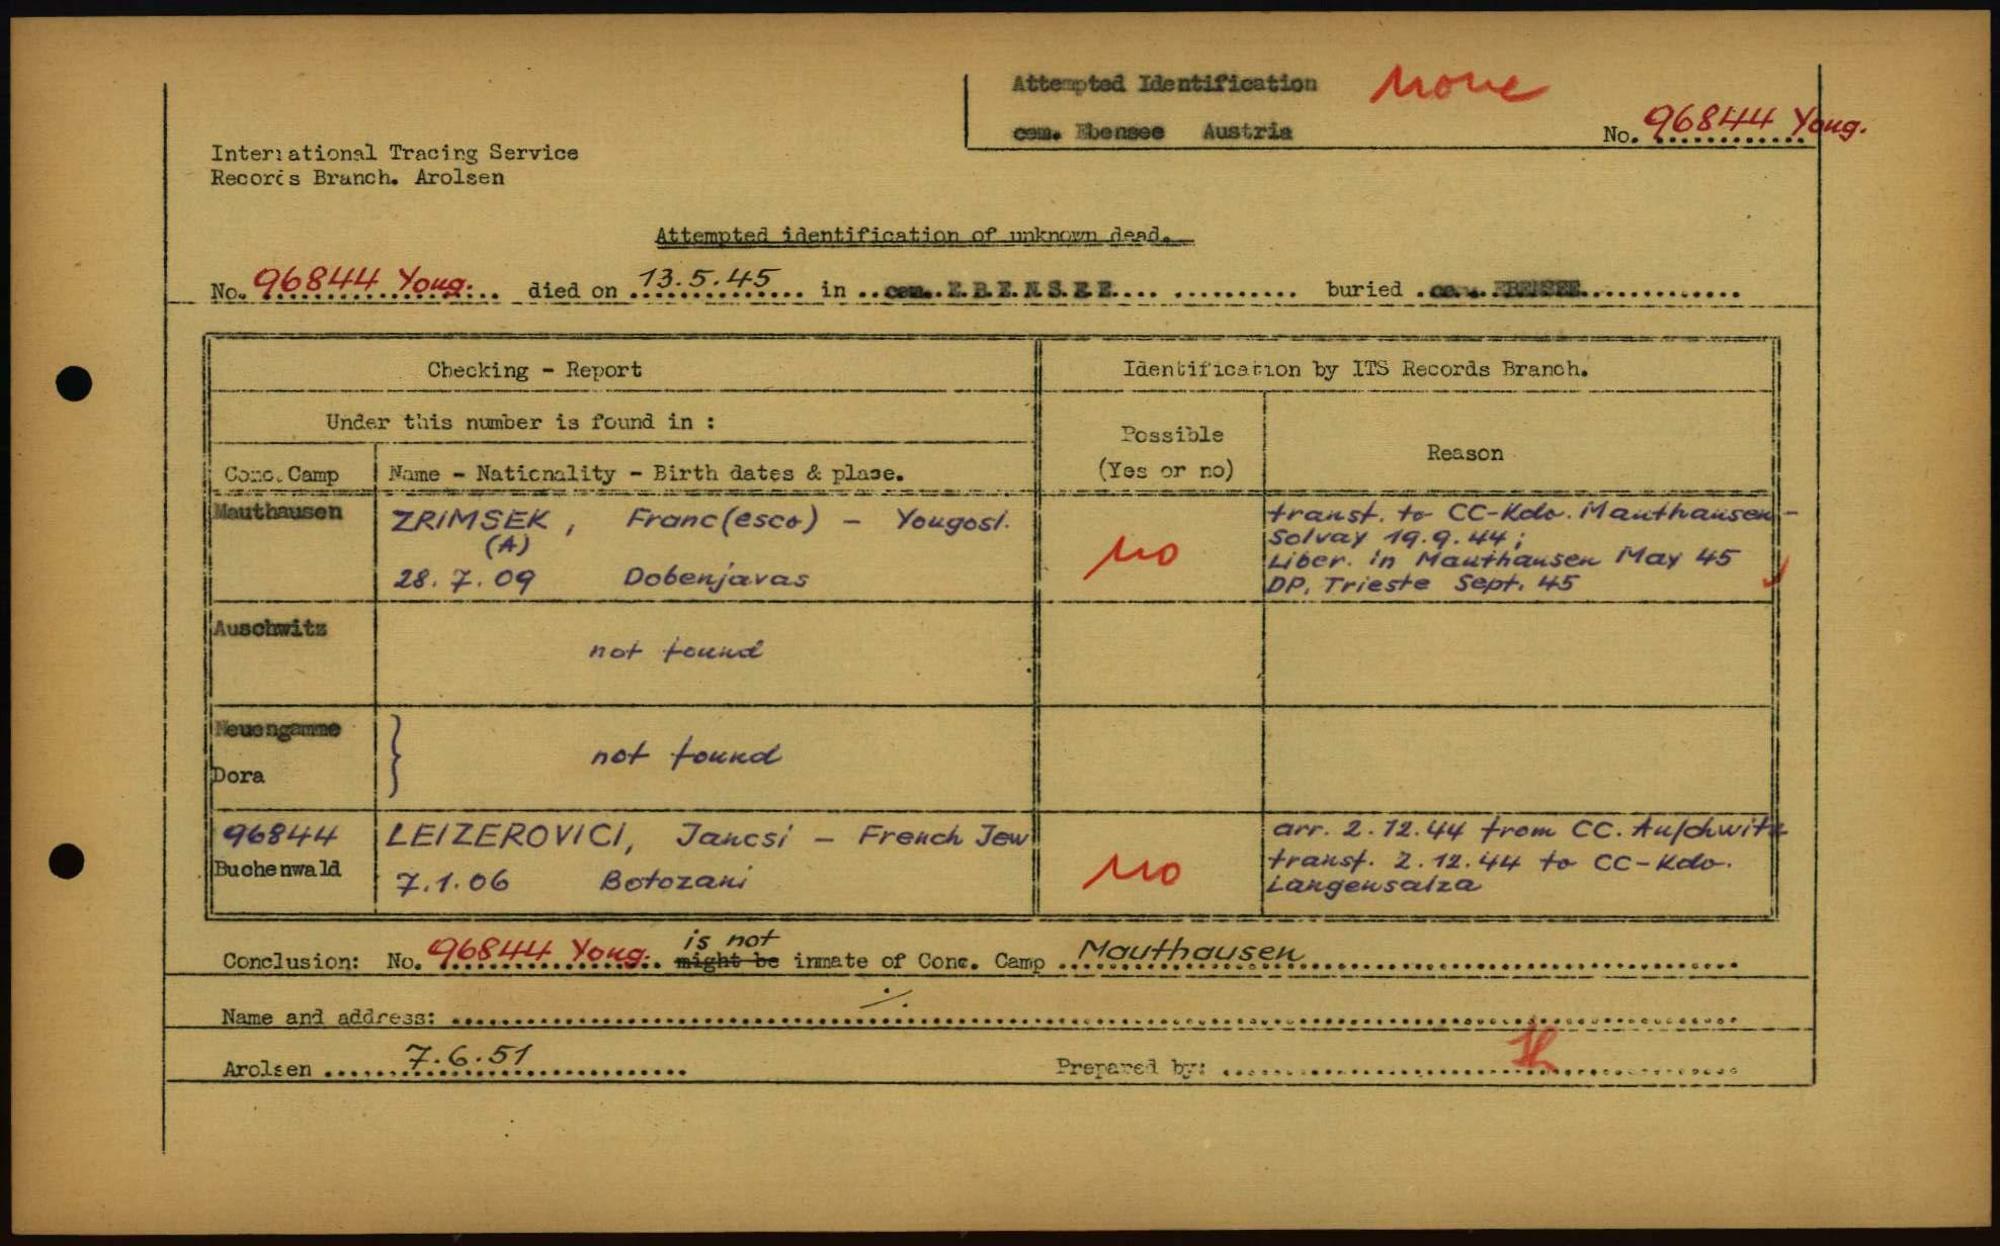 Attempted Identification none
cem. Ebensee Austria
No. 96844 Youg.
International Tracing Service
Records Branch. Arolsen
Attempted identification of unknown dead.
No. 96844 Youg. died on 13.5.45 in cem. E.B.E.N.S.E.E. buried cem. EBENSEE
Checking - Report
Identification by ITS Records Branch.
Under this number is found in :
Possible
(Yes or no)
Reason
Conc. Camp
Name - Nationality - Birth dates & place.
Mauthausen
ZRIMSEK, Franc(esco) - Yougosl.
(A)
28.7.09 Dobenjavas
no
transf. to CC-Kdo. Mauthausen-
Solvay 19.9.44;
Liber. in Mauthausen May 45
DP, Trieste Sept. 45
Auschwitz
not found
Neuengamme
Dora
} not found
96844
Buchenwald
LEIZEROVICI, Jancsi - French Jew
7.1.06 Botozani
no
arr. 2.12.44 from CC. Auschwitz
transf. 2.12.44 to CC-Kdo.
Langensalza
Conclusion: No. 96844 Youg. might be is not inmate of Conc. Camp Mauthausen
Name and address: ./.
Arolsen 7.6.51
Prepared by: